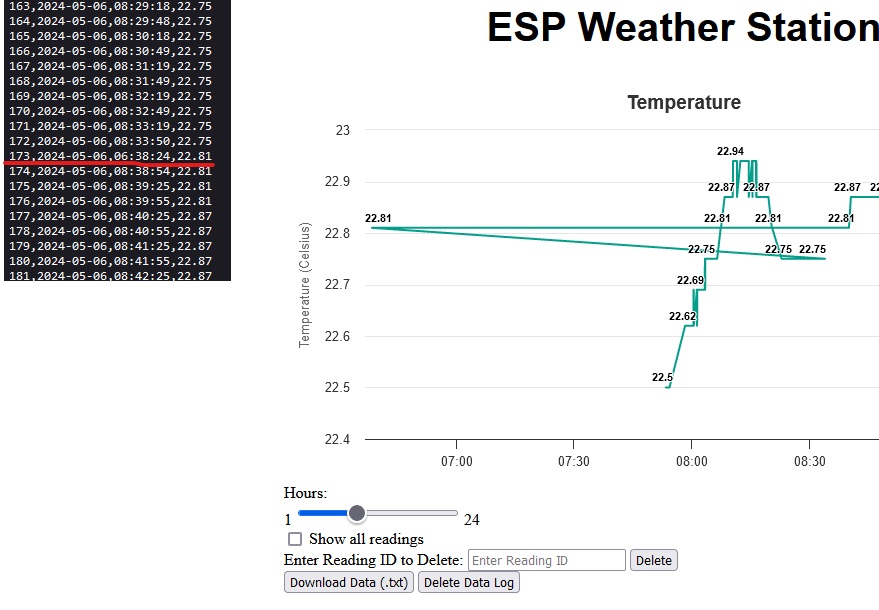 163,2024-05-06,08:29:18,22.75
164,2024-05-06,08:29:48,22.75
165,2024-05-06,08:30:18,22.75
166,2024-05-06,08:30:49,22.75
167,2024-05-06,08:31:19,22.75
168,2024-05-06,08:31:49,22.75
169,2024-05-06,08:32:19,22.75
170,2024-05-06,08:32:49,22.75
171,2024-05-06,08:33:19,22.75
172,2024-05-06,08:33:50,22.75
173,2024-05-06,06:38:24,22.81
174,2024-05-06,08:38:54,22.81
175,2024-05-06,08:39:25,22.81
176,2024-05-06,08:39:55,22.81
177,2024-05-06,08:40:25,22.87
178,2024-05-06,08:40:55,22.87
179,2024-05-06,08:41:25,22.87
180,2024-05-06,08:41:55,22.87
181,2024-05-06,08:42:25,22.87
ESP Weather Station
Temperature
Temperature (Celsius)
23
22.9
22.8
22.7
22.6
22.5
22.4
22.94
22.87 22.87 22.87 22
22.81 22.81 22.81 22.81
22.75 22.75 22.75
22.69
22.62
22.5
07:00 07:30 08:00 08:30
Hours:
1 24
Show all readings
Enter Reading ID to Delete: Enter Reading ID Delete
Download Data (.txt) Delete Data Log